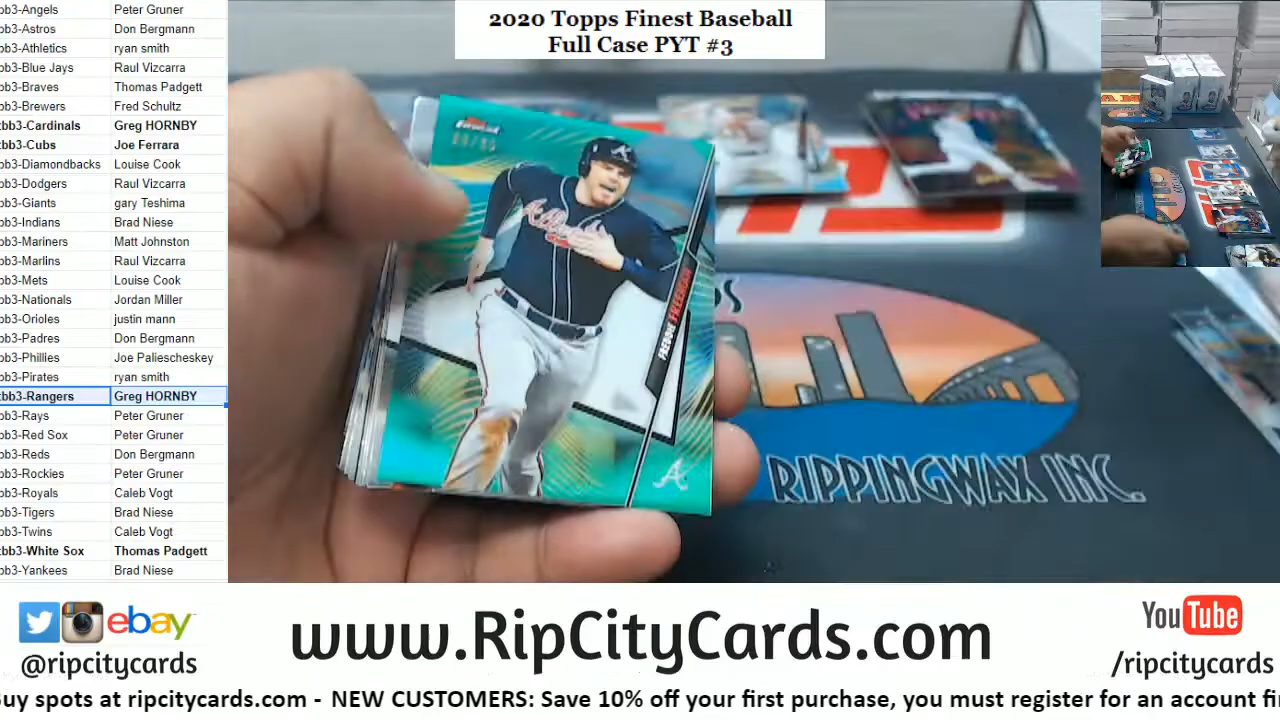 2020 Topps Finest Baseball
Full Case PYT #3
bb3-Angels Peter Gruner
bb3-Astros Don Bergmann
bb3-Athletics ryan smith
bb3-Blue Jays Raul Vizcarra
bb3-Braves Thomas Padgett
bb3-Brewers Fred Schultz
bb3-Cardinals Greg HORNBY
bb3-Cubs Joe Ferrara
bb3-Diamondbacks Louise Cook
bb3-Dodgers Raul Vizcarra
bb3-Giants gary Teshima
bb3-Indians Brad Niese
bb3-Mariners Matt Johnston
bb3-Marlins Raul Vizcarra
bb3-Mets Louise Cook
bb3-Nationals Jordan Miller
bb3-Orioles justin mann
bb3-Padres Don Bergmann
bb3-Phillies Joe Paliescheskey
bb3-Pirates ryan smith
bb3-Rangers Greg HORNBY
bb3-Rays Peter Gruner
bb3-Red Sox Peter Gruner
bb3-Reds Don Bergmann
bb3-Rockies Peter Gruner
bb3-Royals Caleb Vogt
bb3-Tigers Brad Niese
bb3-Twins Caleb Vogt
bb3-White Sox Thomas Padgett
bb3-Yankees Brad Niese
Finest
A
FREDDIE FREEMAN
A
RIPPINGWAX INC.
ebay
@ripcitycards
www.RipCityCards.com
YouTube
/ripcitycards
Buy spots at ripcitycards.com - NEW CUSTOMERS: Save 10% off your first purchase, you must register for an account fi